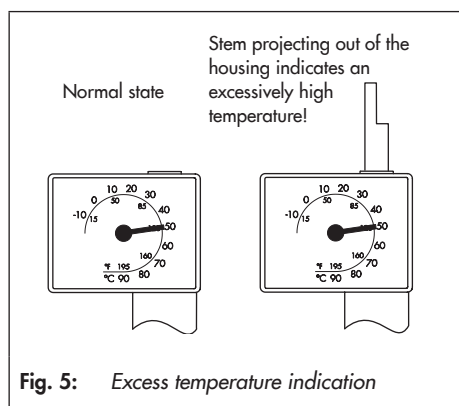 Normal state
Stem projecting out of the
housing indicates an
excessively high
temperature!
-10 0 10 20 30 40 50 60 70 80 90 °C
15 50 85 160 195 °F
-10 0 10 20 30 40 50 60 70 80 90 °C
15 50 85 160 195 °F
Fig. 5: Excess temperature indication